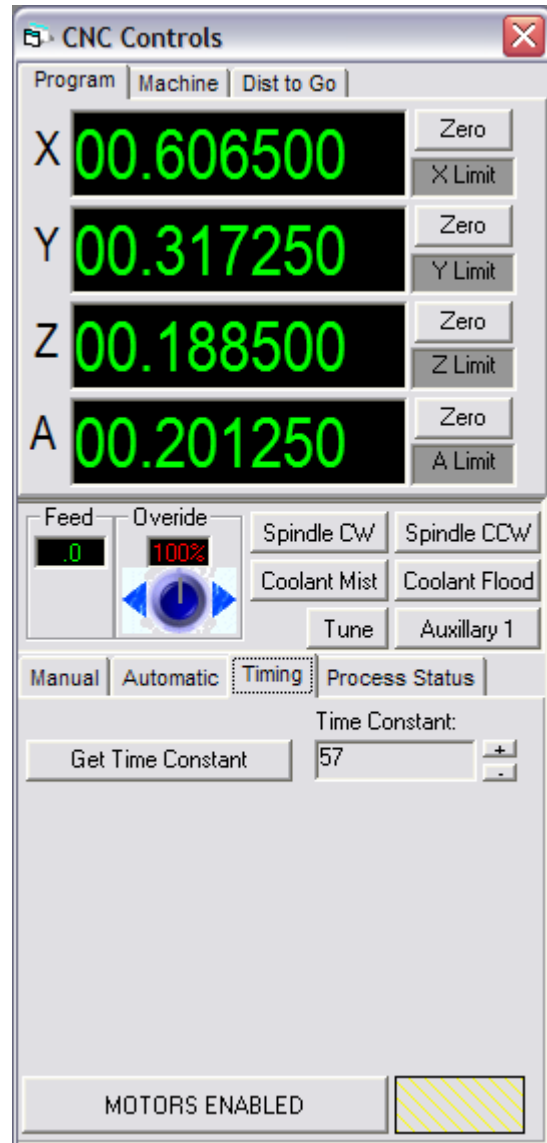 CNC Controls
Program Machine Dist to Go
X 00.606500 Zero
X Limit
Y 00.317250 Zero
Y Limit
Z 00.188500 Zero
Z Limit
A 00.201250 Zero
A Limit
Feed Overide
.0 100%
Spindle CW Spindle CCW
Coolant Mist Coolant Flood
Tune Auxillary 1
Manual Automatic Timing Process Status
Time Constant:
Get Time Constant 57 +
-
MOTORS ENABLED